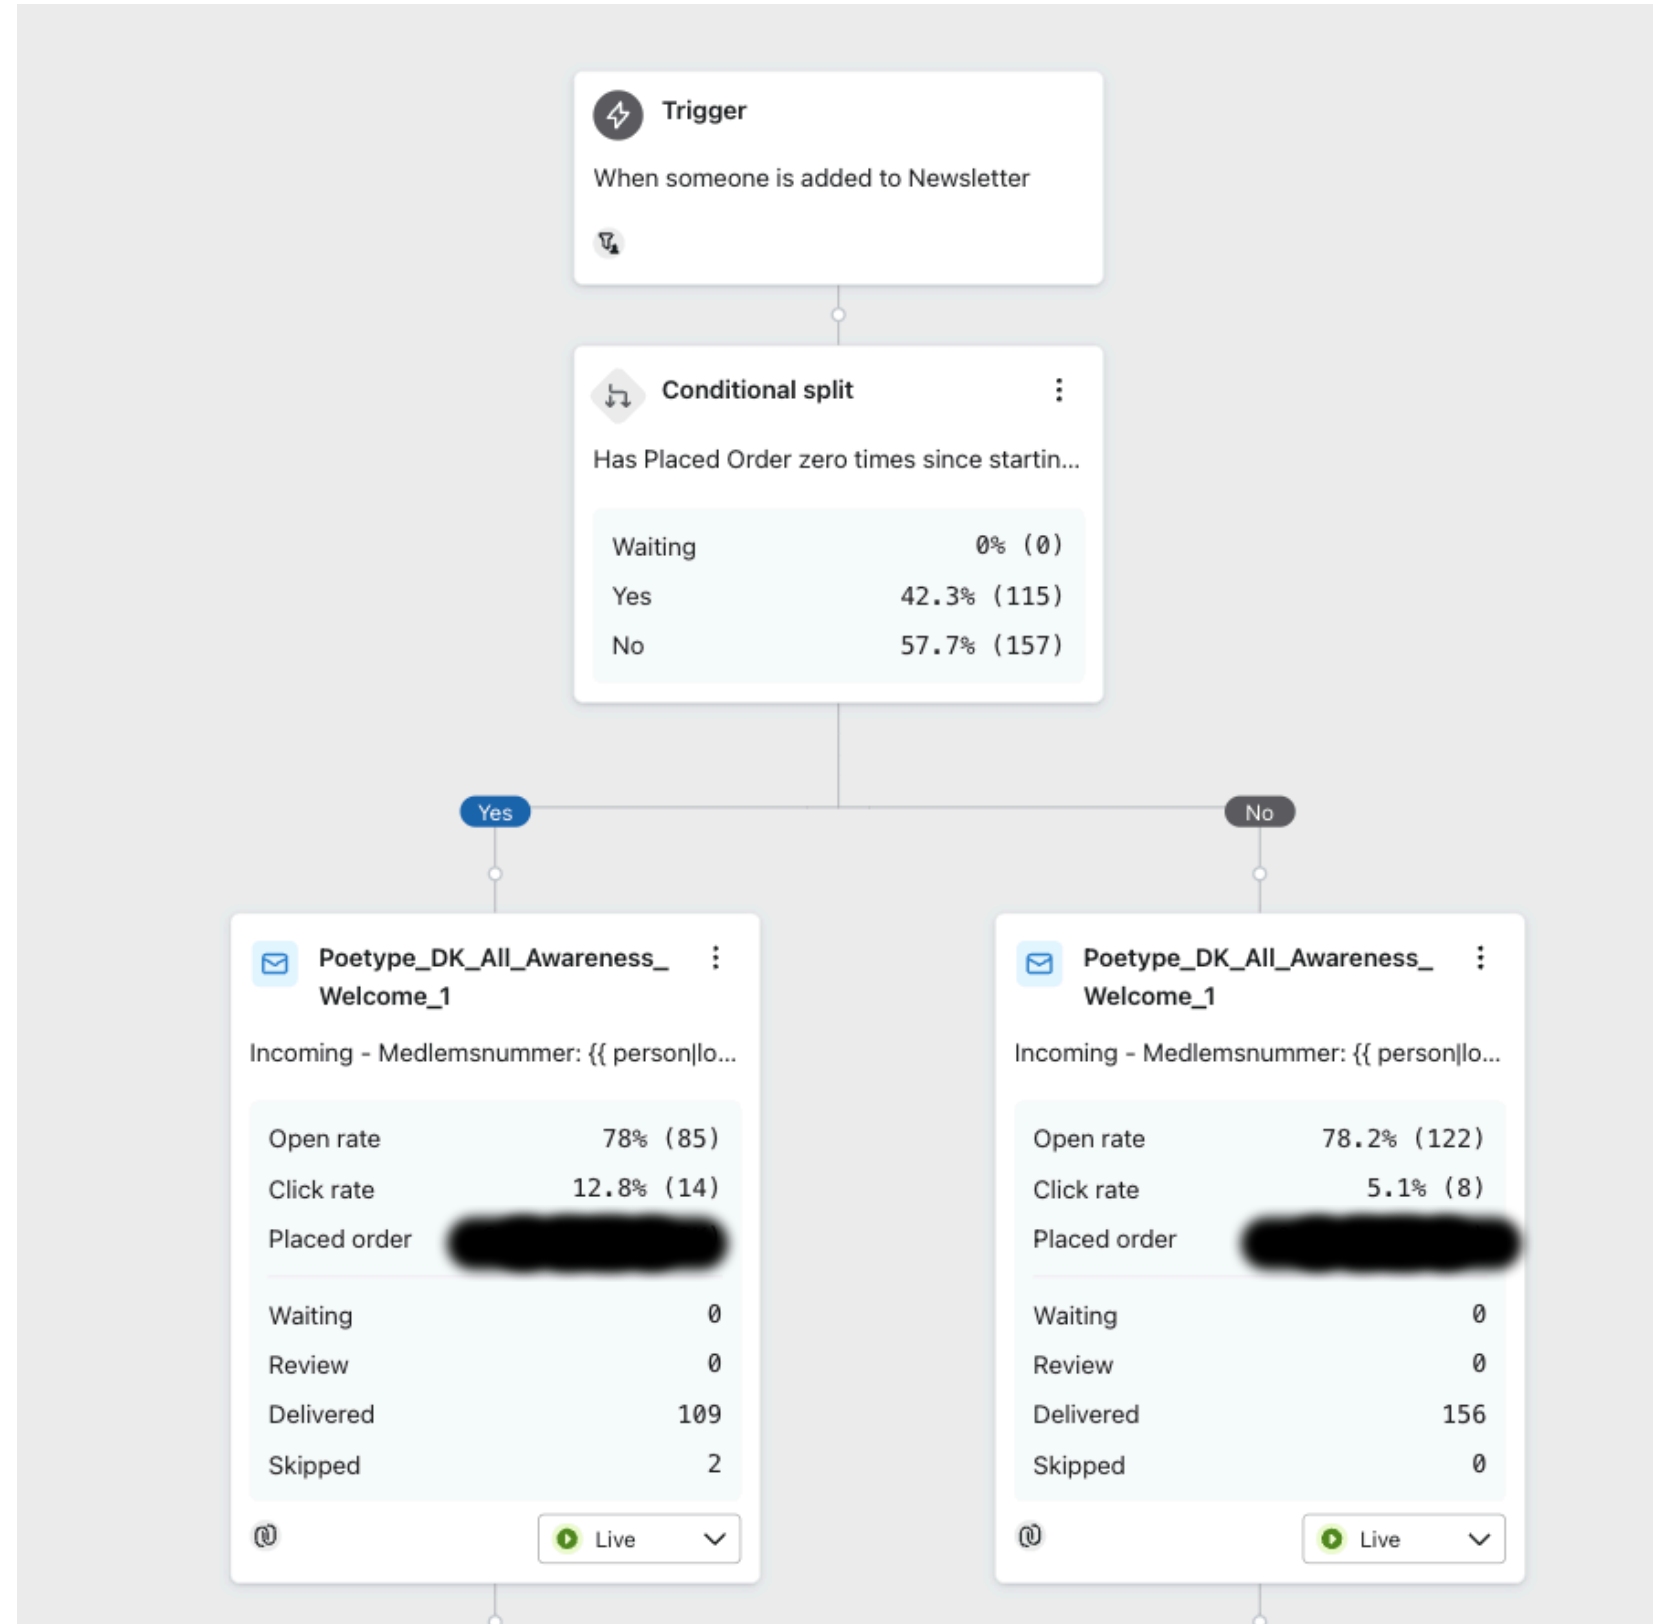 Trigger
When someone is added to Newsletter
Conditional split
Has Placed Order zero times since startin...
Waiting 0% (0)
Yes 42.3% (115)
No 57.7% (157)
Yes
No
Poetype_DK_All_Awareness_
Welcome_1
Incoming - Medlemsnummer: {{ person|lo...
Open rate 78% (85)
Click rate 12.8% (14)
Placed order
Waiting 0
Review 0
Delivered 109
Skipped 2
Live
Poetype_DK_All_Awareness_
Welcome_1
Incoming - Medlemsnummer: {{ person|lo...
Open rate 78.2% (122)
Click rate 5.1% (8)
Placed order
Waiting 0
Review 0
Delivered 156
Skipped 0
Live